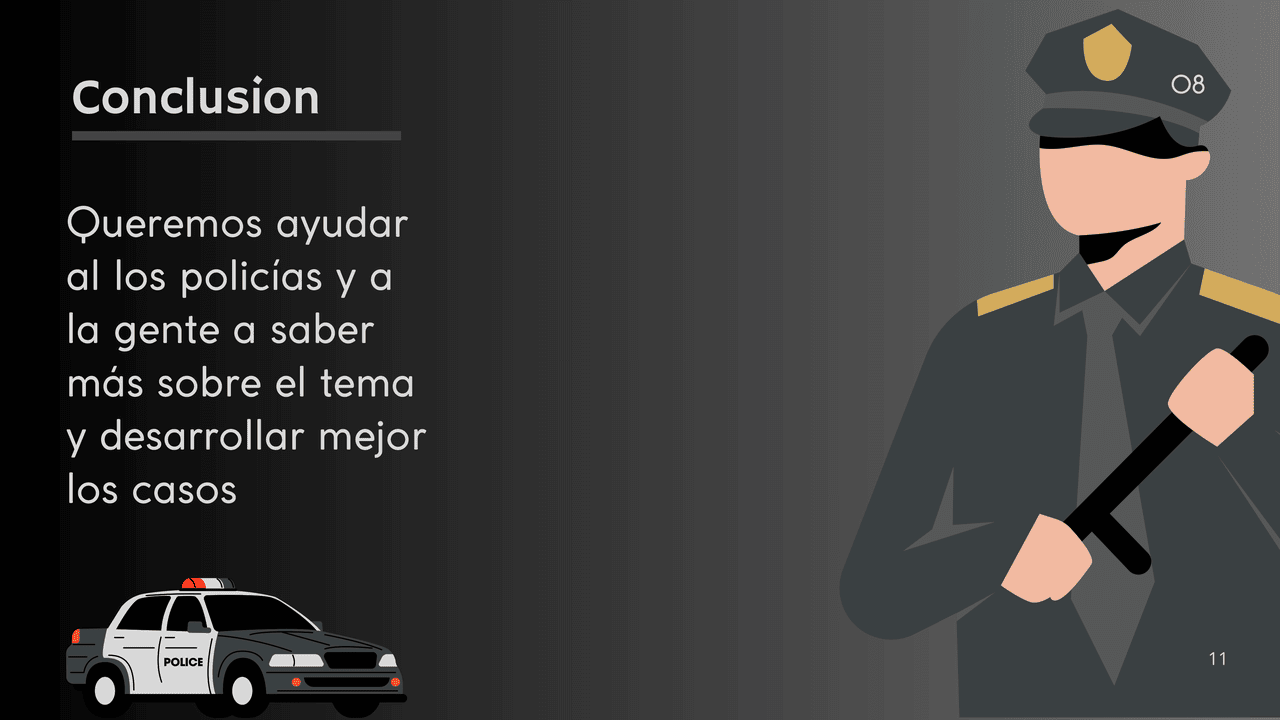 Conclusion
08
Queremos ayudar
al los policías y a
la gente a saber
más sobre el tema
y desarrollar mejor
los casos
POLICE
11